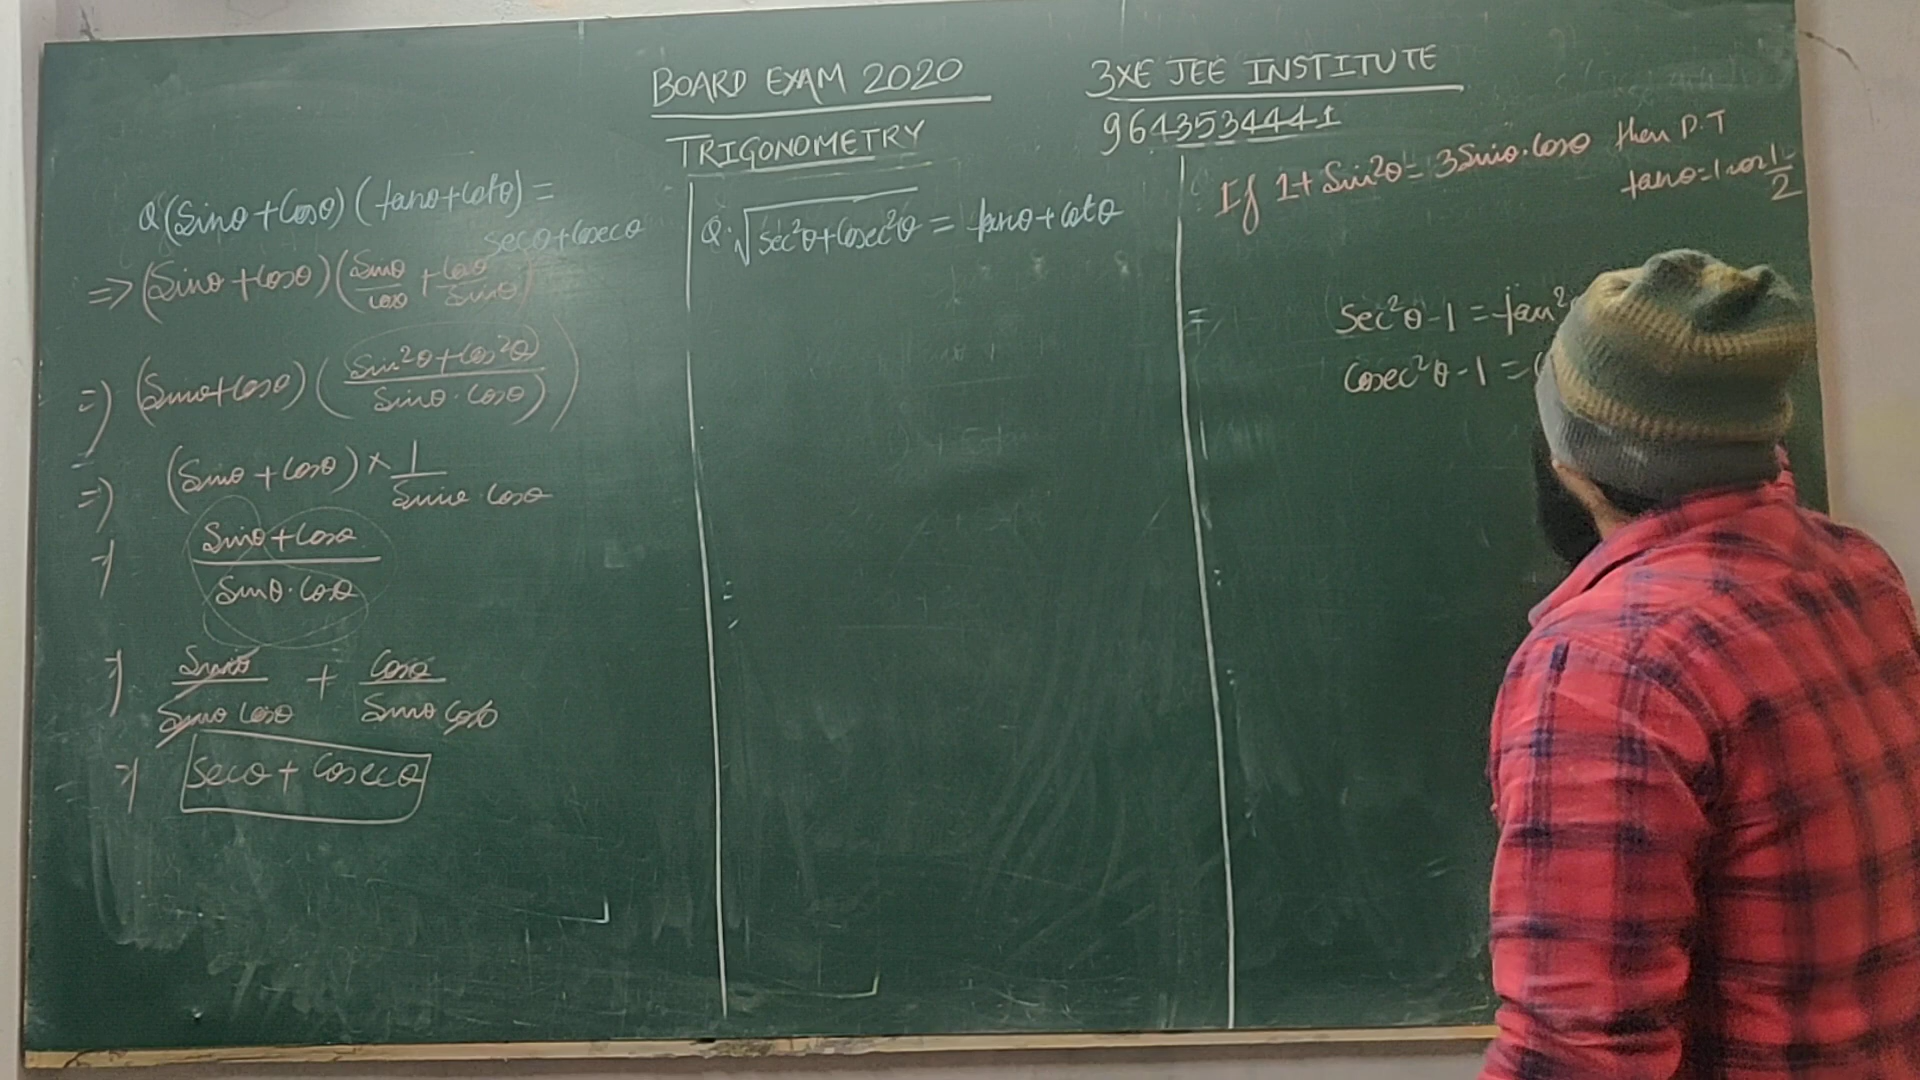 BOARD EXAM 2020
3XE JEE INSTITUTE
TRIGONOMETRY
9643534441
Q (Sinθ + Cosθ) (tanθ + Cotθ) =
Secθ + Cosecθ
=> (Sinθ + Cosθ) (Sinθ/Cosθ + Cosθ/Sinθ)
=> (Sinθ + Cosθ) ((Sin²θ + Cos²θ)/(Sinθ · Cosθ))
=> (Sinθ + Cosθ) × 1/(Sinθ · Cosθ)
=> (Sinθ + Cosθ)/(Sinθ · Cosθ)
=> Sinθ/(Sinθ Cosθ) + Cosθ/(Sinθ Cosθ)
=> Secθ + Cosecθ
Q. √(Sec²θ + Cosec²θ) = tanθ + Cotθ
If 1 + Sin²θ = 3Sinθ · Cosθ then P.T
tanθ = 1 or 1/2
=
Sec²θ - 1 = tan²
Cosec²θ - 1 =